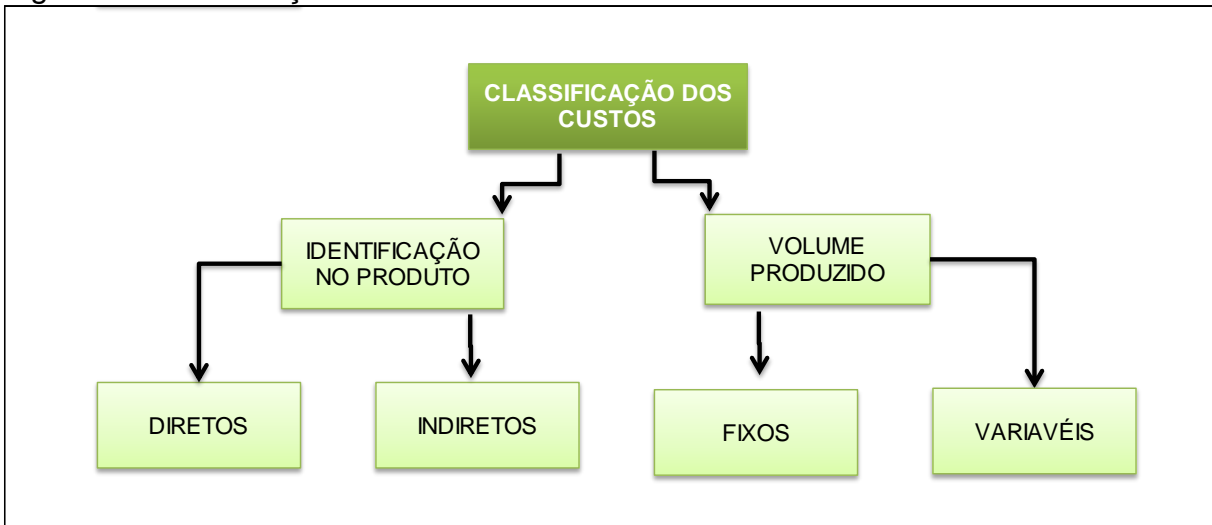 CLASSIFICAÇÃO DOS
CUSTOS
IDENTIFICAÇÃO
NO PRODUTO
VOLUME
PRODUZIDO
DIRETOS
INDIRETOS
FIXOS
VARIAVÉIS